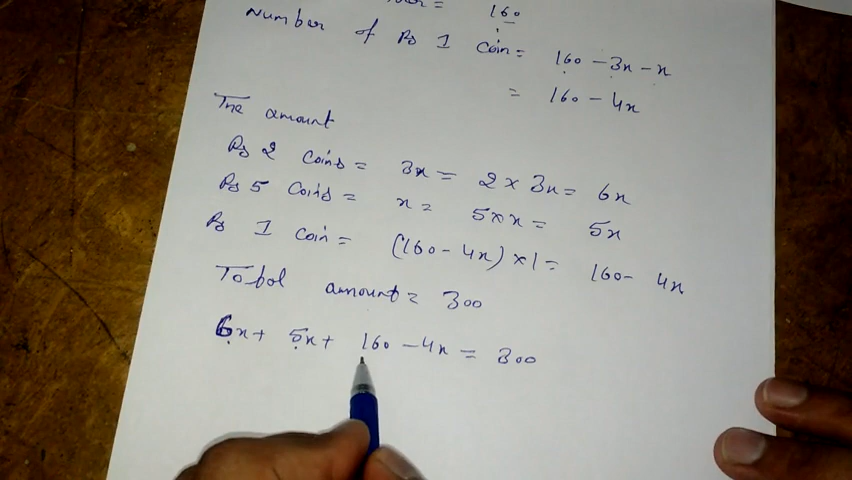 = 160
Number of Rs 1 Coin = 160 - 3x - x
= 160 - 4x
The amount
Rs 2 Coins = 3x = 2 × 3x = 6x
Rs 5 Coins = x = 5 × x = 5x
Rs 1 Coin = (160 - 4x) × 1 = 160 - 4x
Total amount = 300
6x + 5x + 160 - 4x = 300